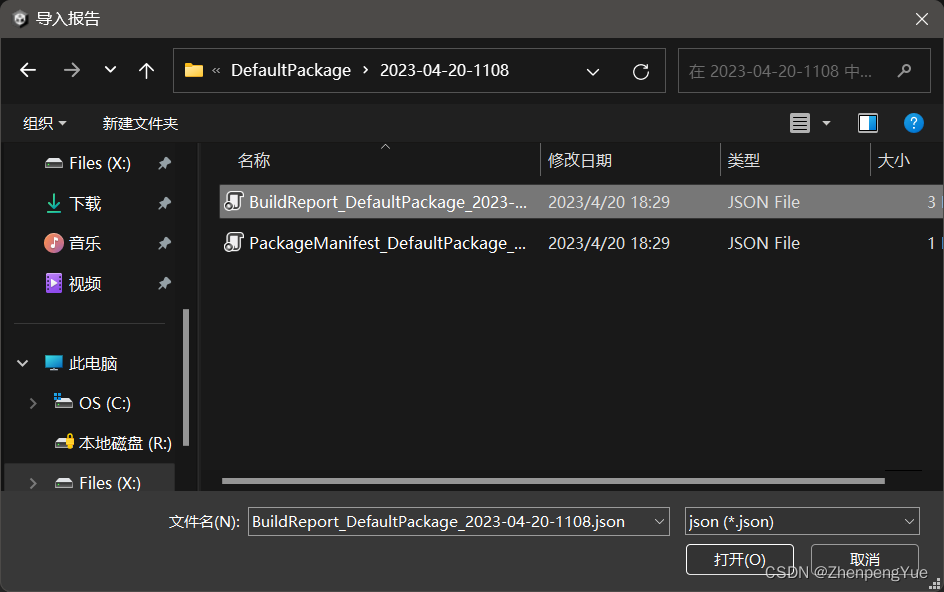 导入报告
« DefaultPackage › 2023-04-20-1108
在 2023-04-20-1108 中...
组织
新建文件夹
名称 修改日期 类型 大小
Files (X:)
下载
音乐
视频
此电脑
OS (C:)
本地磁盘 (R:)
Files (X:)
BuildReport_DefaultPackage_2023-... 2023/4/20 18:29 JSON File 3
PackageManifest_DefaultPackage_... 2023/4/20 18:29 JSON File 1
文件名(N): BuildReport_DefaultPackage_2023-04-20-1108.json
json (*.json)
打开(O) 取消
CSDN @ZhenpengYue